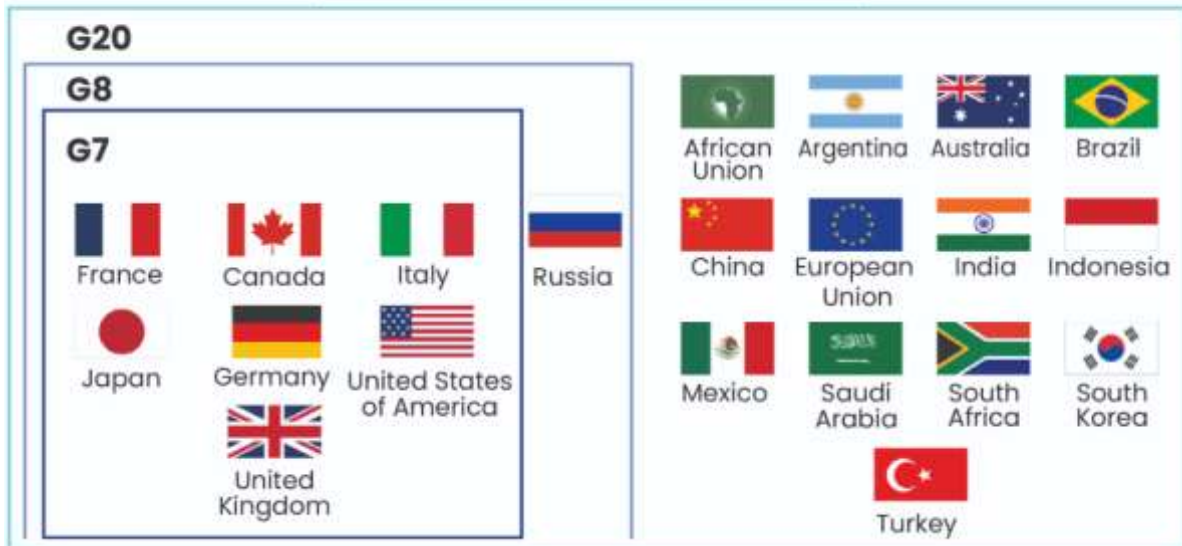 G20
G8
G7
France
Canada
Italy
Russia
Japan
Germany
United States
of America
United
Kingdom
African
Union
Argentina
Australia
Brazil
China
European
Union
India
Indonesia
Mexico
Saudi
Arabia
South
Africa
South
Korea
Turkey